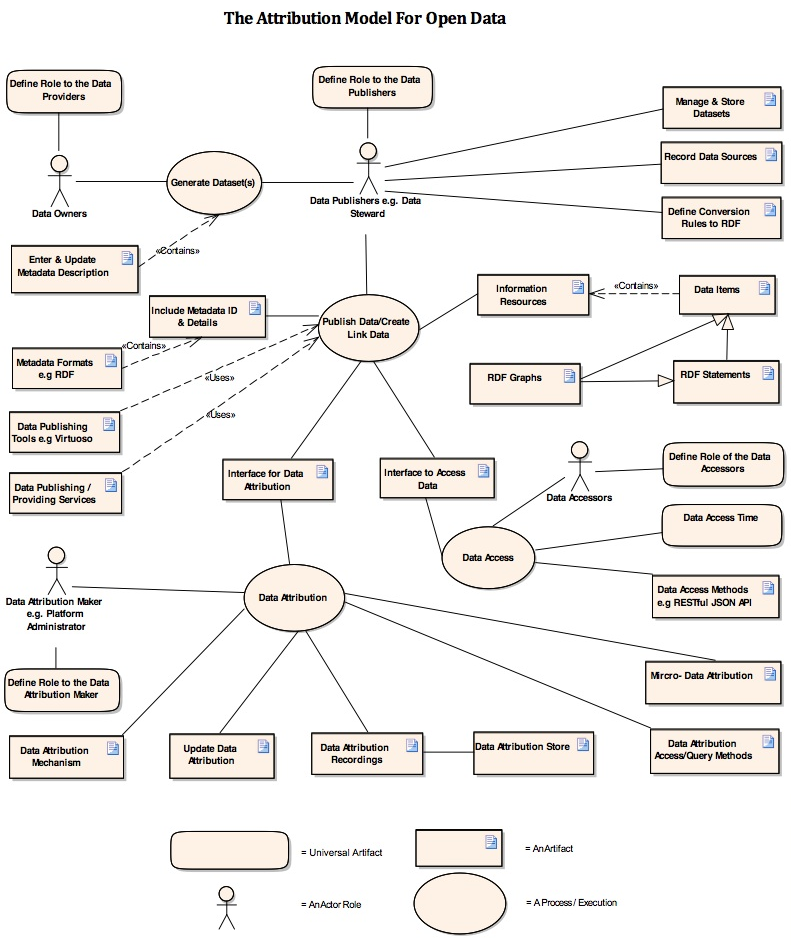 The Attribution Model For Open Data
Define Role to the Data
Providers
Define Role to the Data
Publishers
Manage & Store
Datasets
Record Data Sources
Define Conversion
Rules to RDF
Generate Dataset(s)
Data Owners
Data Publishers e.g. Data
Steward
Enter & Update
Metadata Description
«Contains»
Include Metadata ID
& Details
Publish Data/Create
Link Data
Information
Resources
«Contains»
Data Items
Metadata Formats
e.g RDF
«Contains»
«Uses»
«Uses»
RDF Graphs
RDF Statements
Data Publishing
Tools e.g Virtuoso
Data Publishing /
Providing Services
Interface for Data
Attribution
Interface to Access
Data
Data Accessors
Define Role of the Data
Accessors
Data Access Time
Data Access
Data Access Methods
e.g RESTful JSON API
Data Attribution Maker
e.g. Platform
Administrator
Data Attribution
Define Role to the Data
Attribution Maker
Mircro- Data Attribution
Data Attribution
Mechanism
Update Data
Attribution
Data Attribution
Recordings
Data Attribution Store
Data Attribution
Access/Query Methods
= Universal Artifact
= An Artifact
= An Actor Role
= A Process / Execution